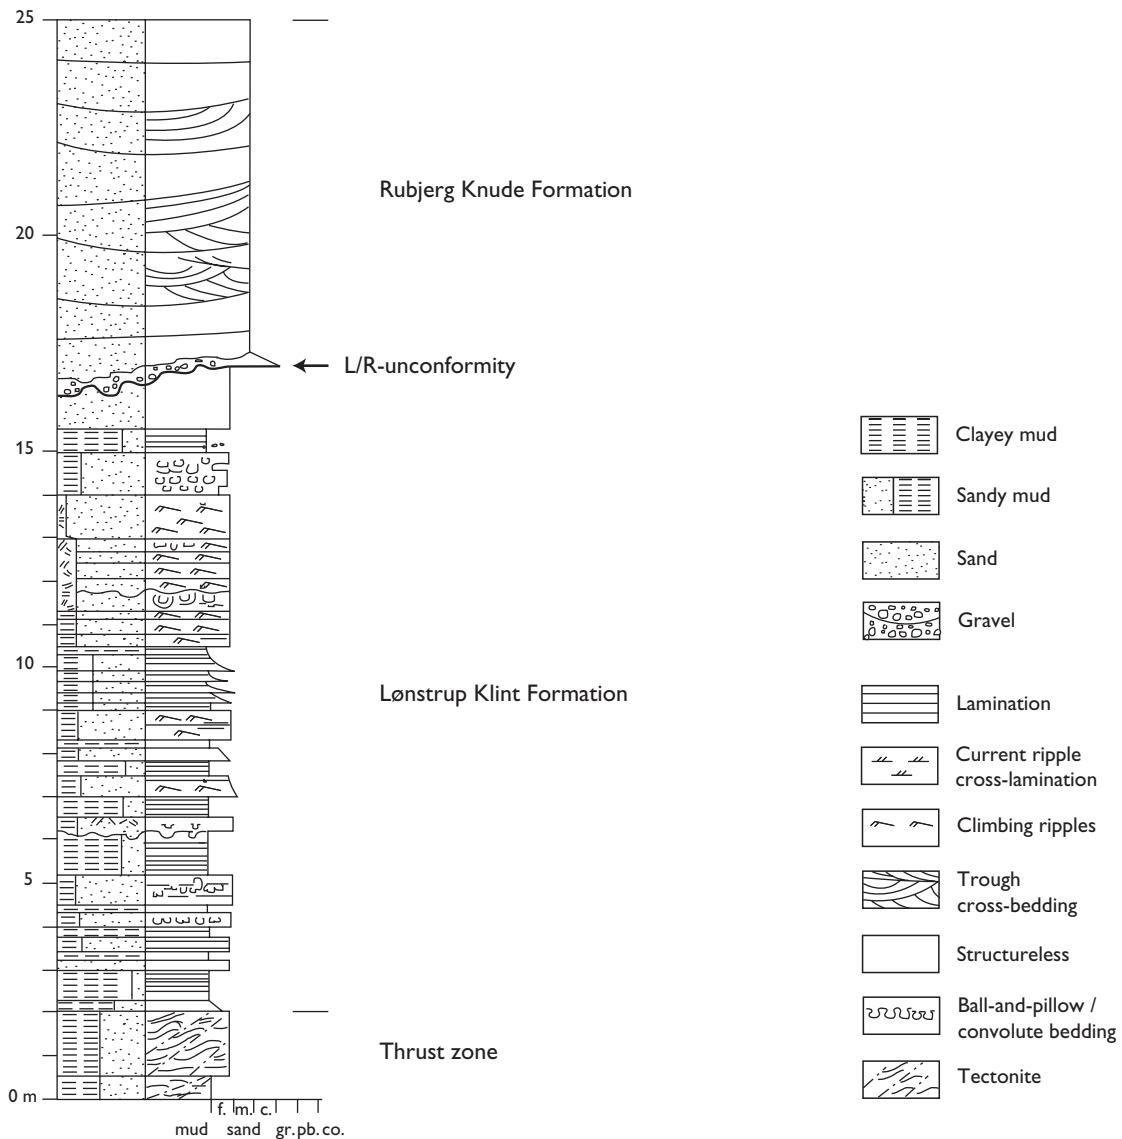 25
Rubjerg Knude Formation
20
L/R-unconformity
15
10
Lønstrup Klint Formation
5
Thrust zone
0 m
f. m. c.
mud sand gr. pb. co.
Clayey mud
Sandy mud
Sand
Gravel
Lamination
Current ripple
cross-lamination
Climbing ripples
Trough
cross-bedding
Structureless
Ball-and-pillow /
convolute bedding
Tectonite